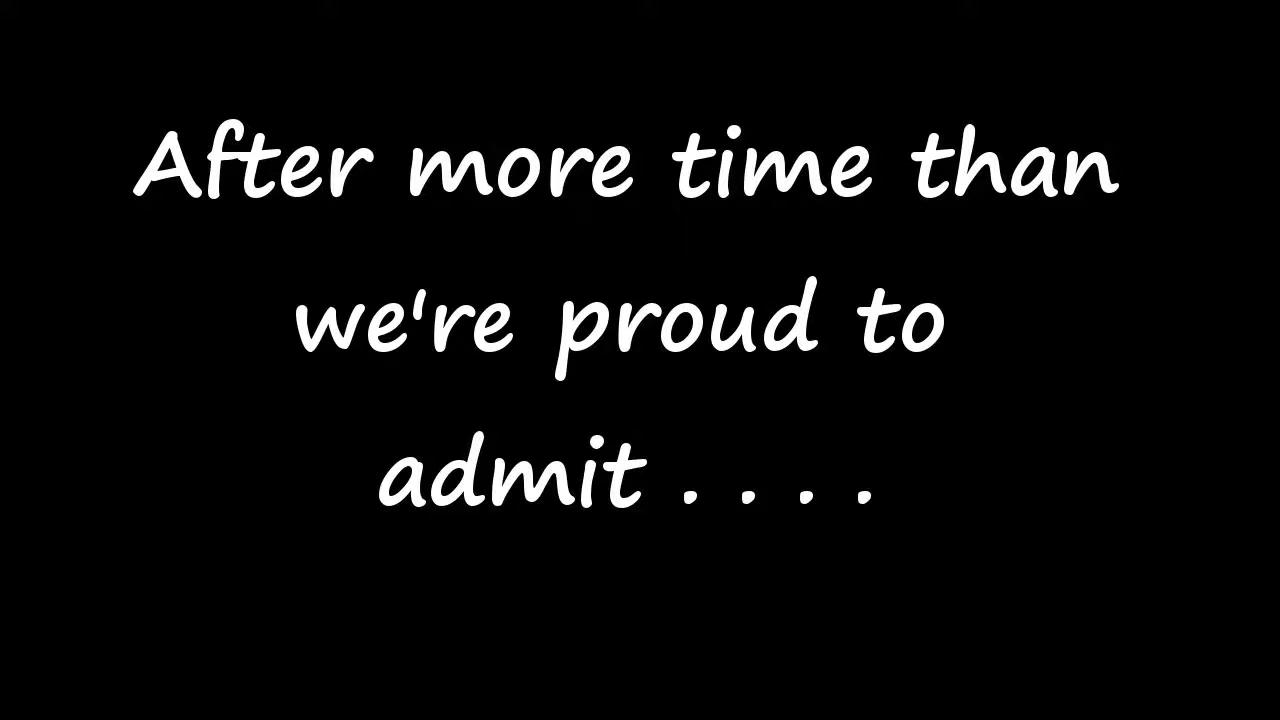 After more time than
we're proud to
admit . . . .